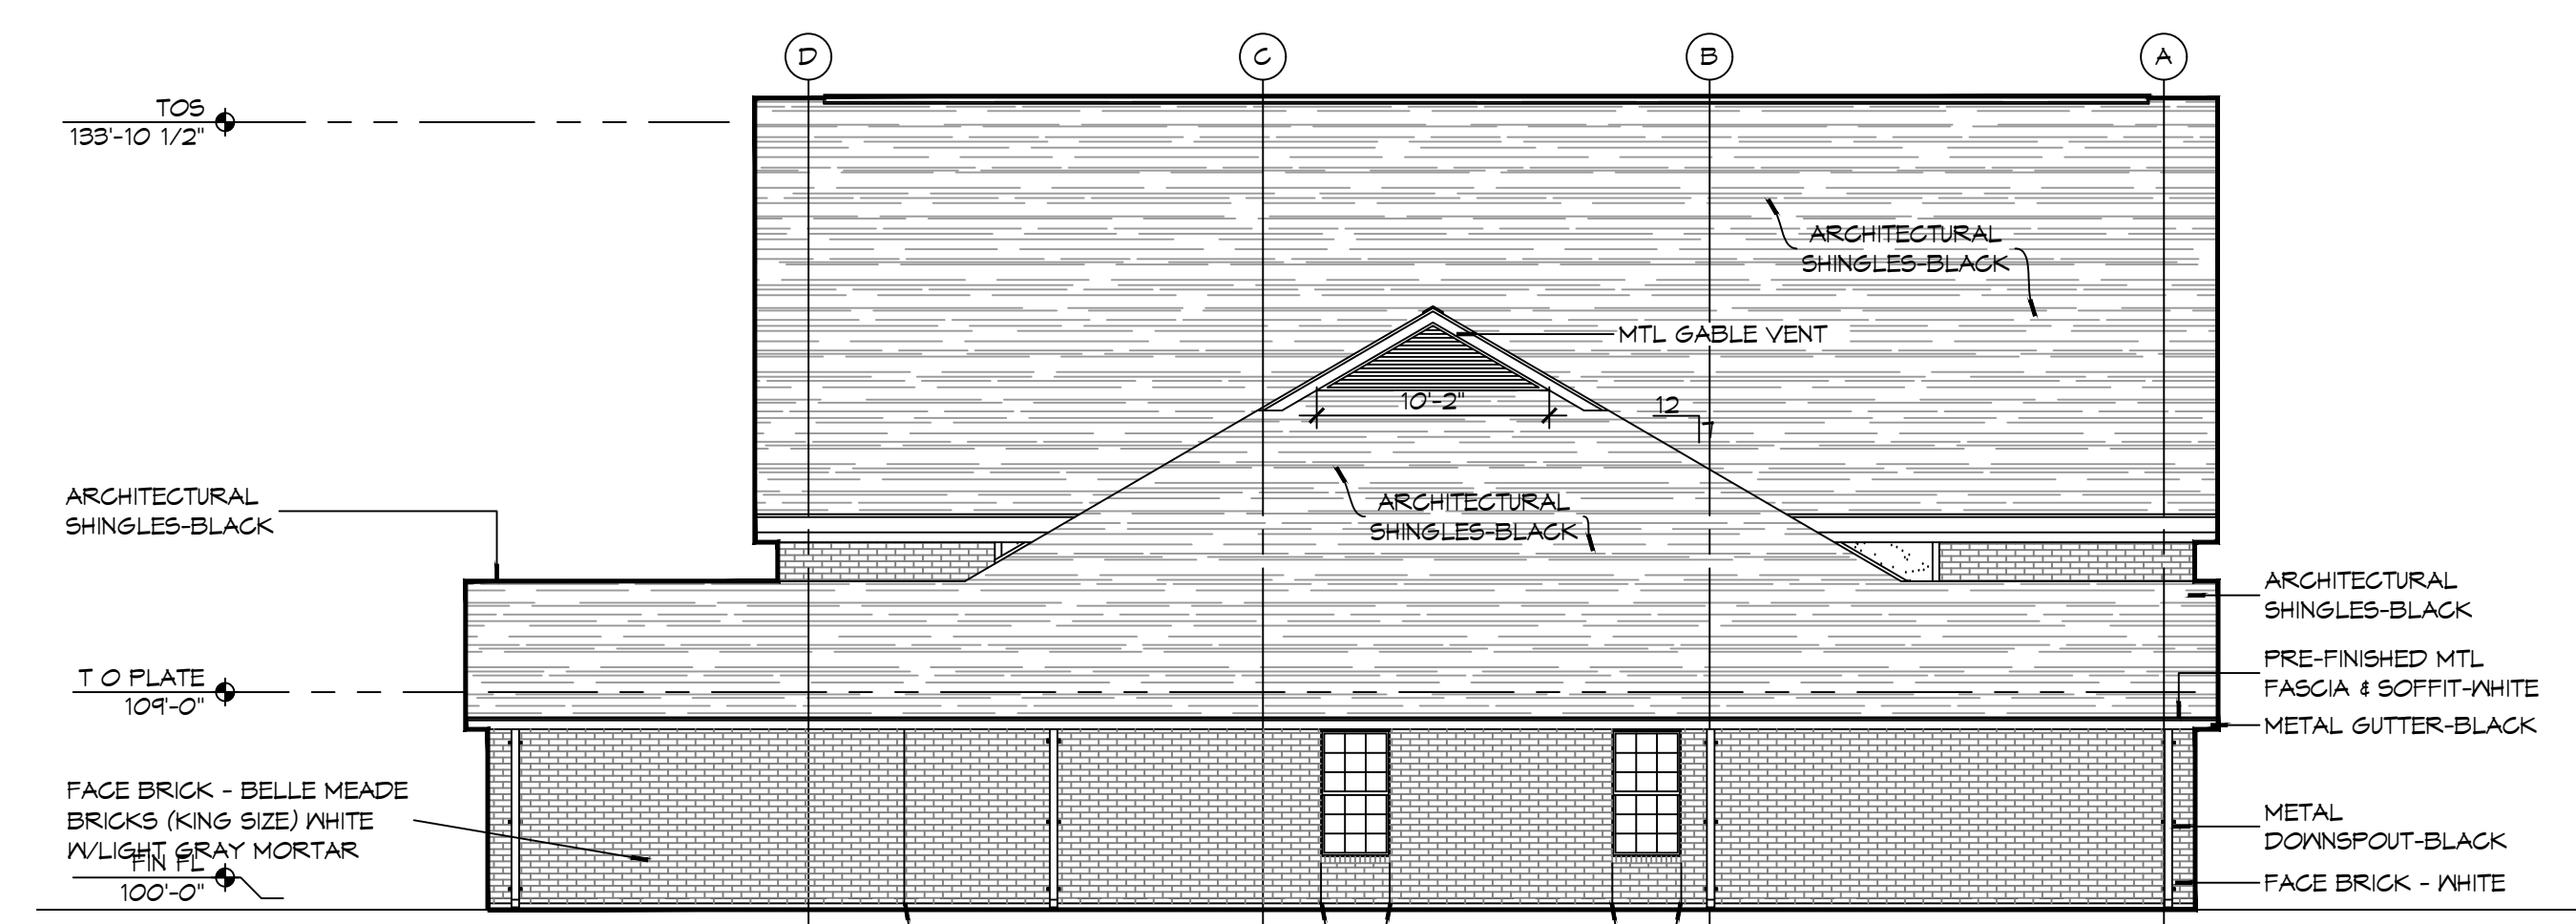 D
C
B
A
TOS
133'-10 1/2"
ARCHITECTURAL
SHINGLES-BLACK
MTL GABLE VENT
10'-2"
12
7
ARCHITECTURAL
SHINGLES-BLACK
ARCHITECTURAL
SHINGLES-BLACK
ARCHITECTURAL
SHINGLES-BLACK
PRE-FINISHED MTL
FASCIA & SOFFIT-WHITE
METAL GUTTER-BLACK
T O PLATE
109'-0"
FACE BRICK - BELLE MEADE
BRICKS (KING SIZE) WHITE
W/LIGHT GRAY MORTAR
FIN FL
100'-0"
METAL
DOWNSPOUT-BLACK
FACE BRICK - WHITE